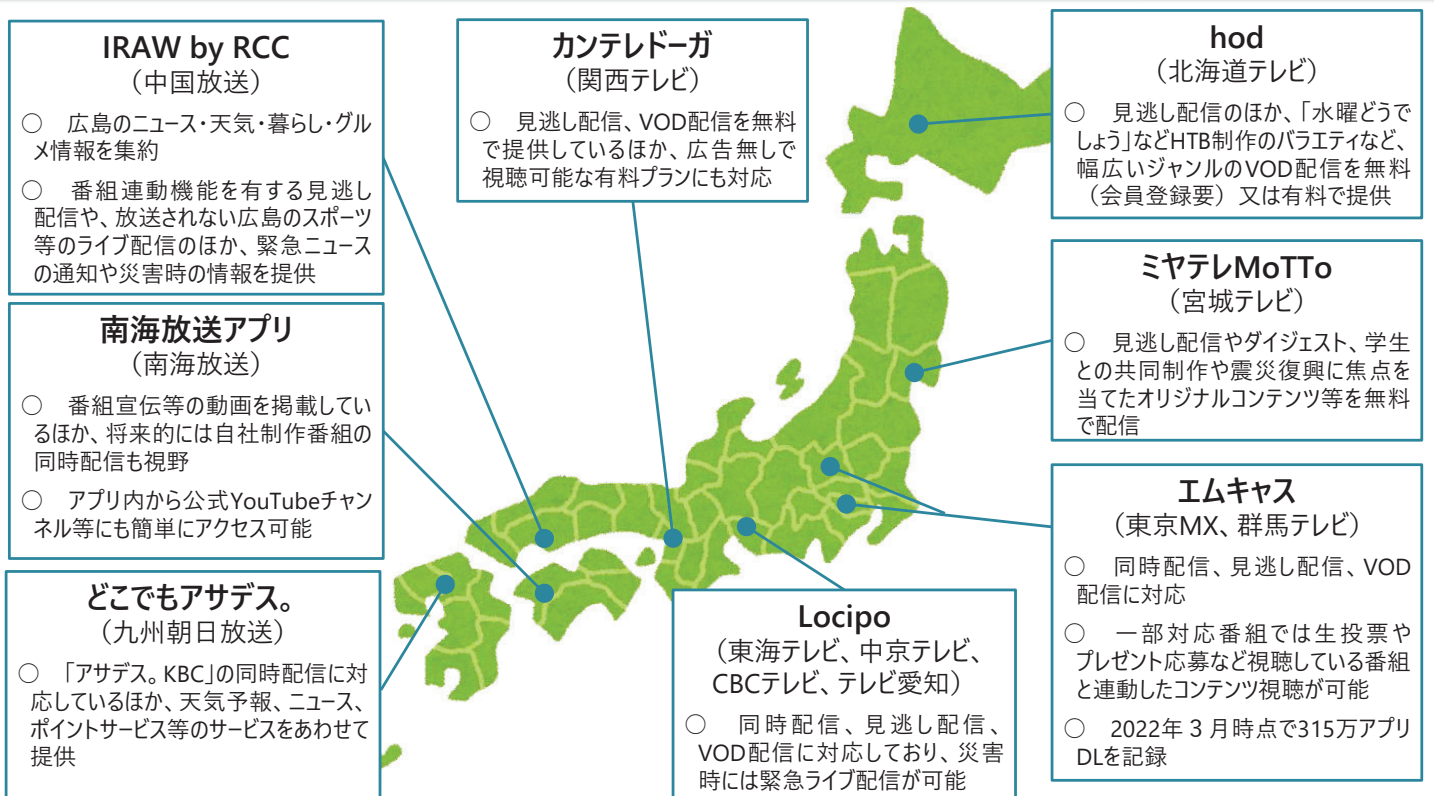 IRAW by RCC
（中国放送）
○　広島のニュース・天気・暮らし・グル
メ情報を集約
○　番組連動機能を有する見逃し
配信や、放送されない広島のスポーツ
等のライブ配信のほか、緊急ニュース
の通知や災害時の情報を提供
南海放送アプリ
（南海放送）
○　番組宣伝等の動画を掲載してい
るほか、将来的には自社制作番組の
同時配信も視野
○　アプリ内から公式YouTubeチャン
ネル等にも簡単にアクセス可能
どこでもアサデス。
（九州朝日放送）
○　「アサデス。KBC」の同時配信に対
応しているほか、天気予報、ニュース、
ポイントサービス等のサービスをあわせて
提供
カンテレドーガ
（関西テレビ）
○　見逃し配信、VOD配信を無料
で提供しているほか、広告無しで
視聴可能な有料プランにも対応
Locipo
（東海テレビ、中京テレビ、
CBCテレビ、テレビ愛知）
○　同時配信、見逃し配信、
VOD配信に対応しており、災害
時には緊急ライブ配信が可能
hod
（北海道テレビ）
○　見逃し配信のほか、「水曜どうで
しょう」などHTB制作のバラエティなど、
幅広いジャンルのVOD配信を無料
（会員登録要）又は有料で提供
ミヤテレMoTTo
（宮城テレビ）
○　見逃し配信やダイジェスト、学生
との共同制作や震災復興に焦点を
当てたオリジナルコンテンツ等を無料
で配信
エムキャス
（東京MX、群馬テレビ）
○　同時配信、見逃し配信、VOD
配信に対応
○　一部対応番組では生投票や
プレゼント応募など視聴している番組
と連動したコンテンツ視聴が可能
○　2022年３月時点で315万アプリ
DLを記録